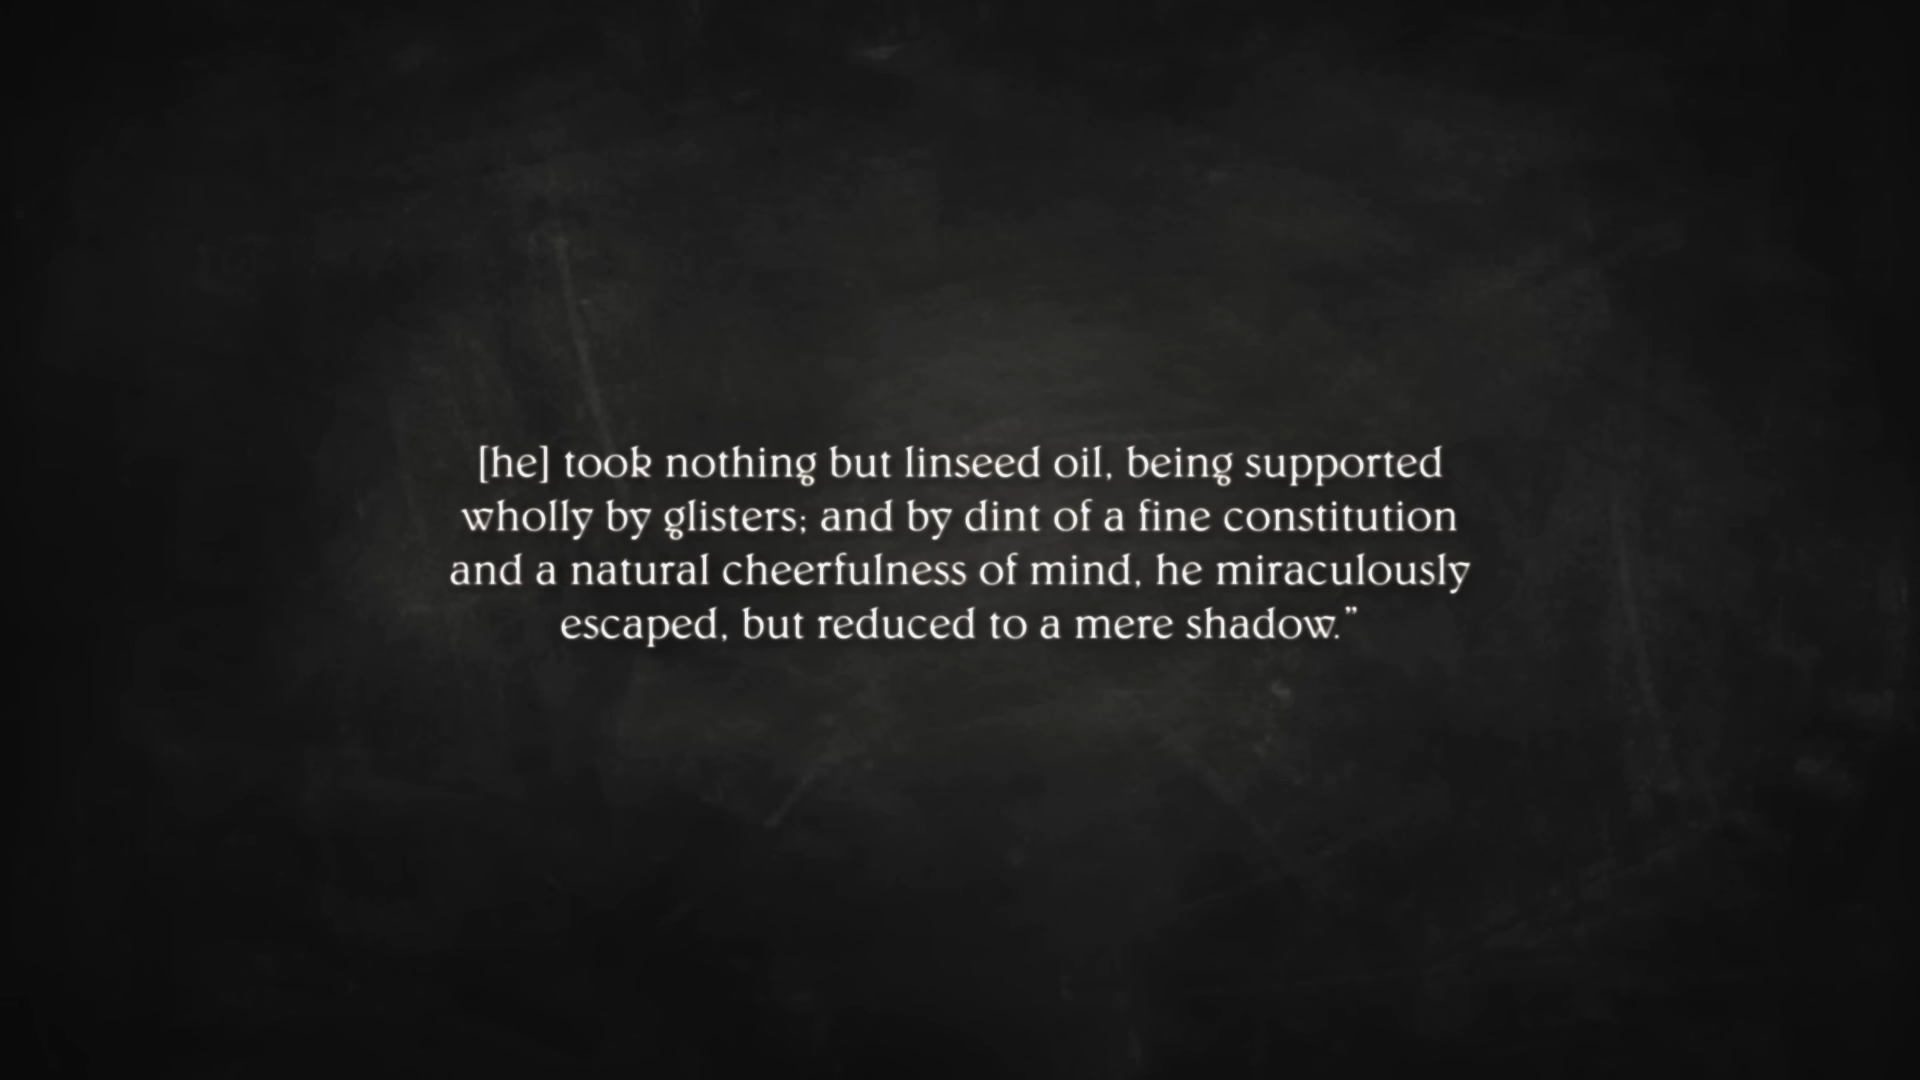 [he] took nothing but linseed oil, being supported
wholly by glisters; and by dint of a fine constitution
and a natural cheerfulness of mind, he miraculously
escaped, but reduced to a mere shadow.”